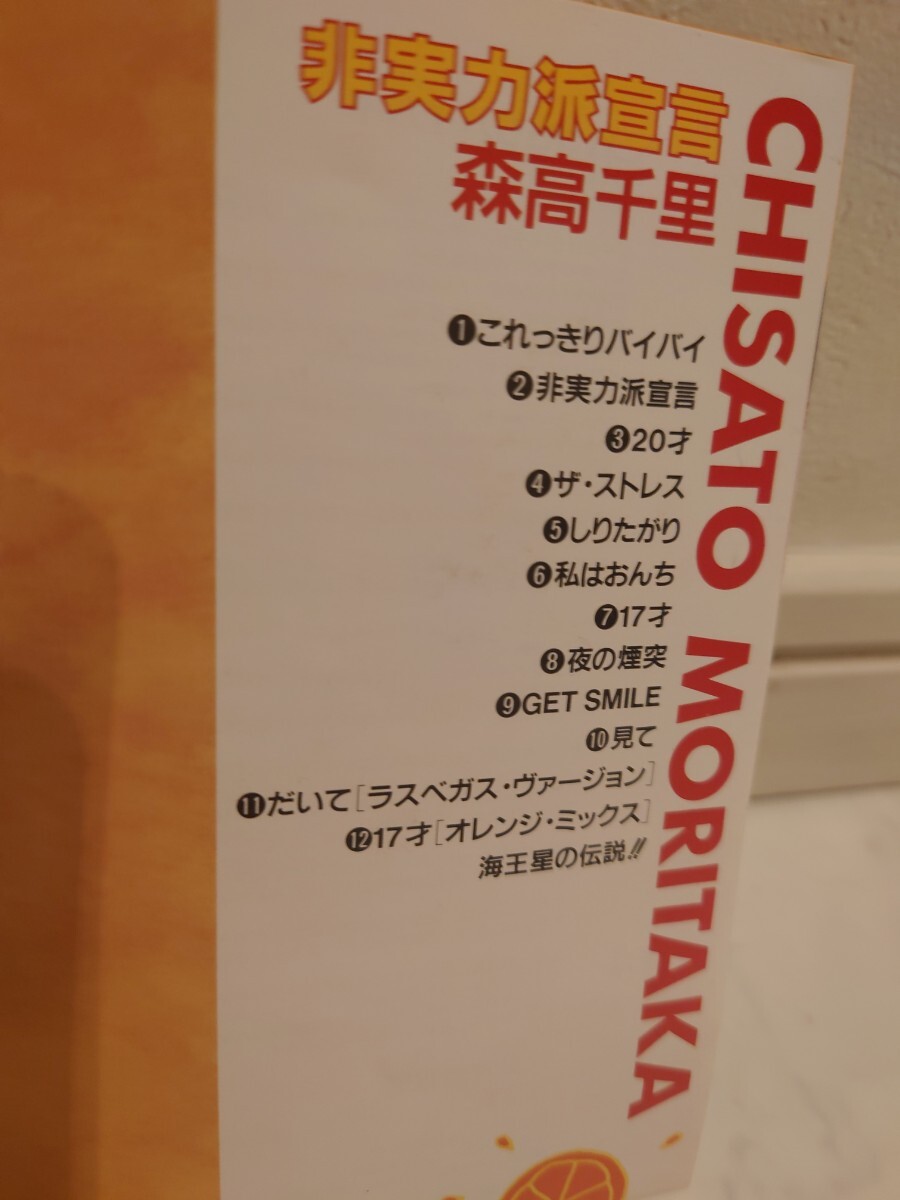 非実力派宣言
森高千里
CHISATO MORITAKA
❶これっきりバイバイ
❷非実力派宣言
❸20才
❹ザ・ストレス
❺しりたがり
❻私はおんち
❼17才
❽夜の煙突
❾GET SMILE
❿見て
⓫だいて[ラスベガス・ヴァージョン]
⓬17才[オレンジ・ミックス]
海王星の伝説!!